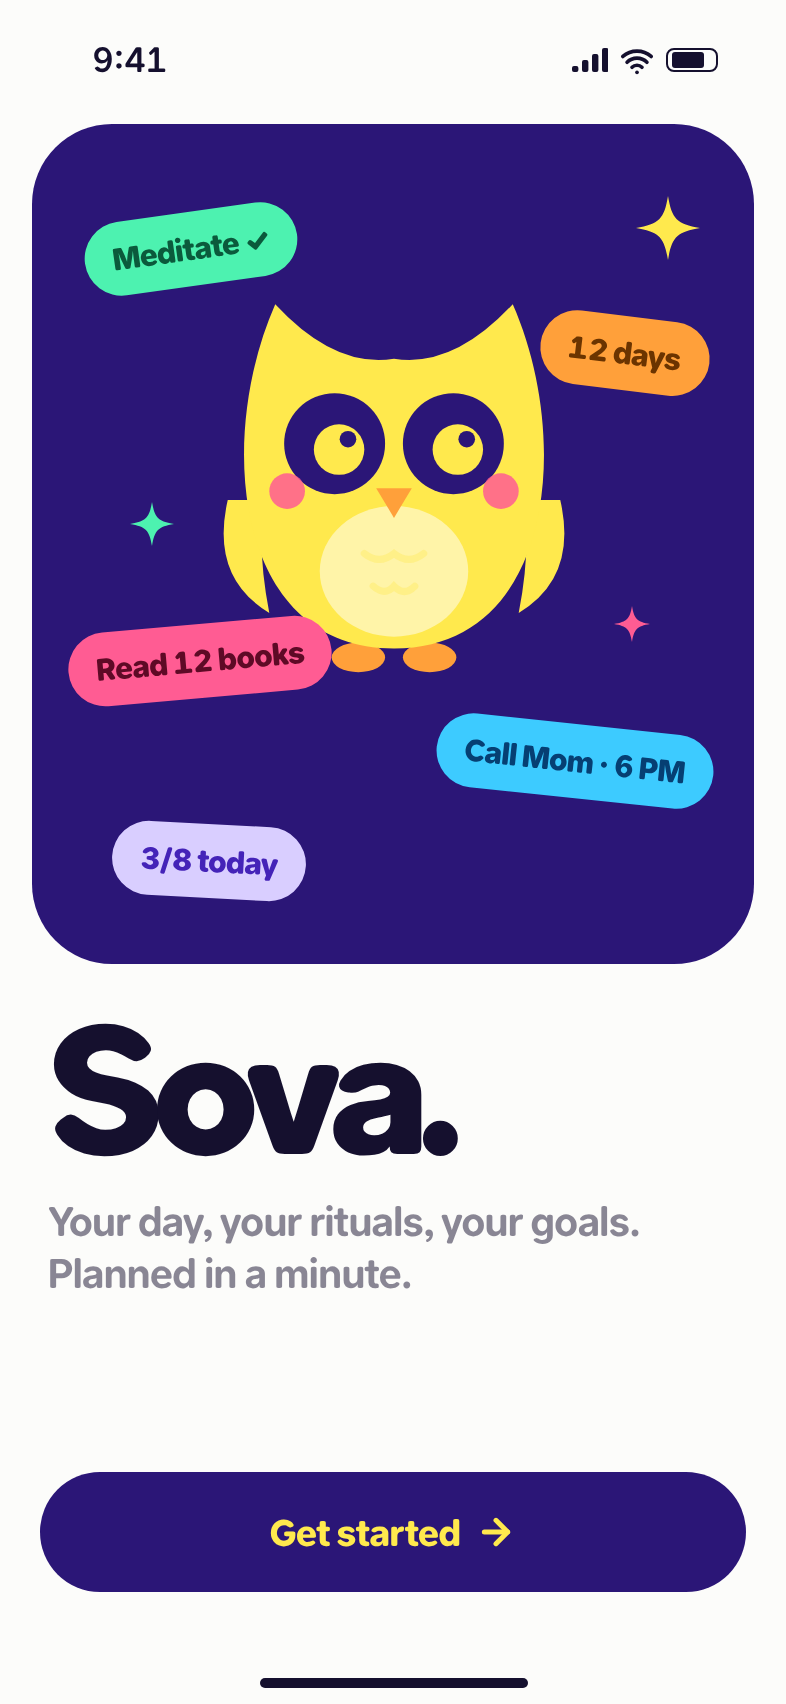 9:41
Meditate ✓
12 days
Read 12 books
Call Mom · 6 PM
3/8 today
Sova.
Your day, your rituals, your goals.
Planned in a minute.
Get started →